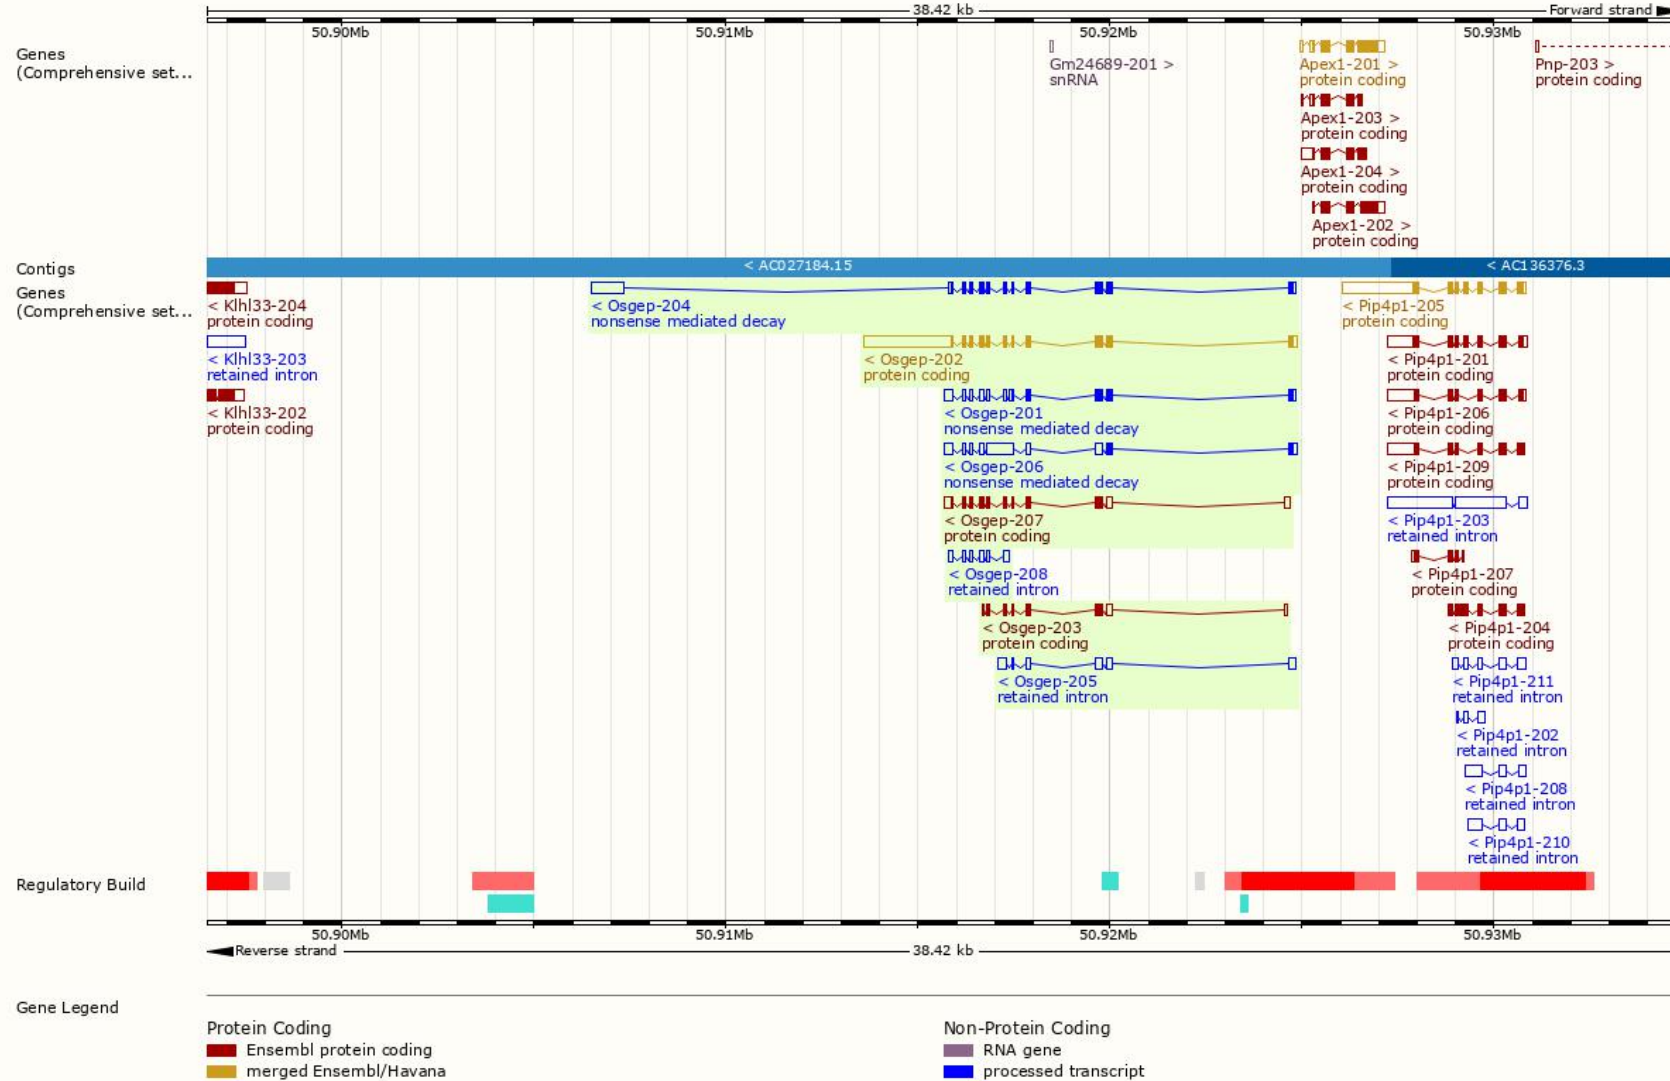 38.42 kb
Forward strand
50.90Mb 50.91Mb 50.92Mb 50.93Mb
Genes
(Comprehensive set...
Gm24689-201 >
snRNA
Apex1-201 >
protein coding
Pnp-203 >
protein coding
Apex1-203 >
protein coding
Apex1-204 >
protein coding
Apex1-202 >
protein coding
Contigs
< AC027184.15
< AC136376.3
Genes
(Comprehensive set...
< Klhl33-204
protein coding
< Osgep-204
nonsense mediated decay
< Pip4p1-205
protein coding
< Klhl33-203
retained intron
< Osgep-202
protein coding
< Pip4p1-201
protein coding
< Klhl33-202
protein coding
< Osgep-201
nonsense mediated decay
< Pip4p1-206
protein coding
< Osgep-206
nonsense mediated decay
< Pip4p1-209
protein coding
< Osgep-207
protein coding
< Pip4p1-203
retained intron
< Osgep-208
retained intron
< Pip4p1-207
protein coding
< Osgep-203
protein coding
< Pip4p1-204
protein coding
< Osgep-205
retained intron
< Pip4p1-211
retained intron
< Pip4p1-202
retained intron
< Pip4p1-208
retained intron
< Pip4p1-210
retained intron
Regulatory Build
50.90Mb 50.91Mb 50.92Mb 50.93Mb
Reverse strand
38.42 kb
Gene Legend
Protein Coding
Ensembl protein coding
merged Ensembl/Havana
Non-Protein Coding
RNA gene
processed transcript